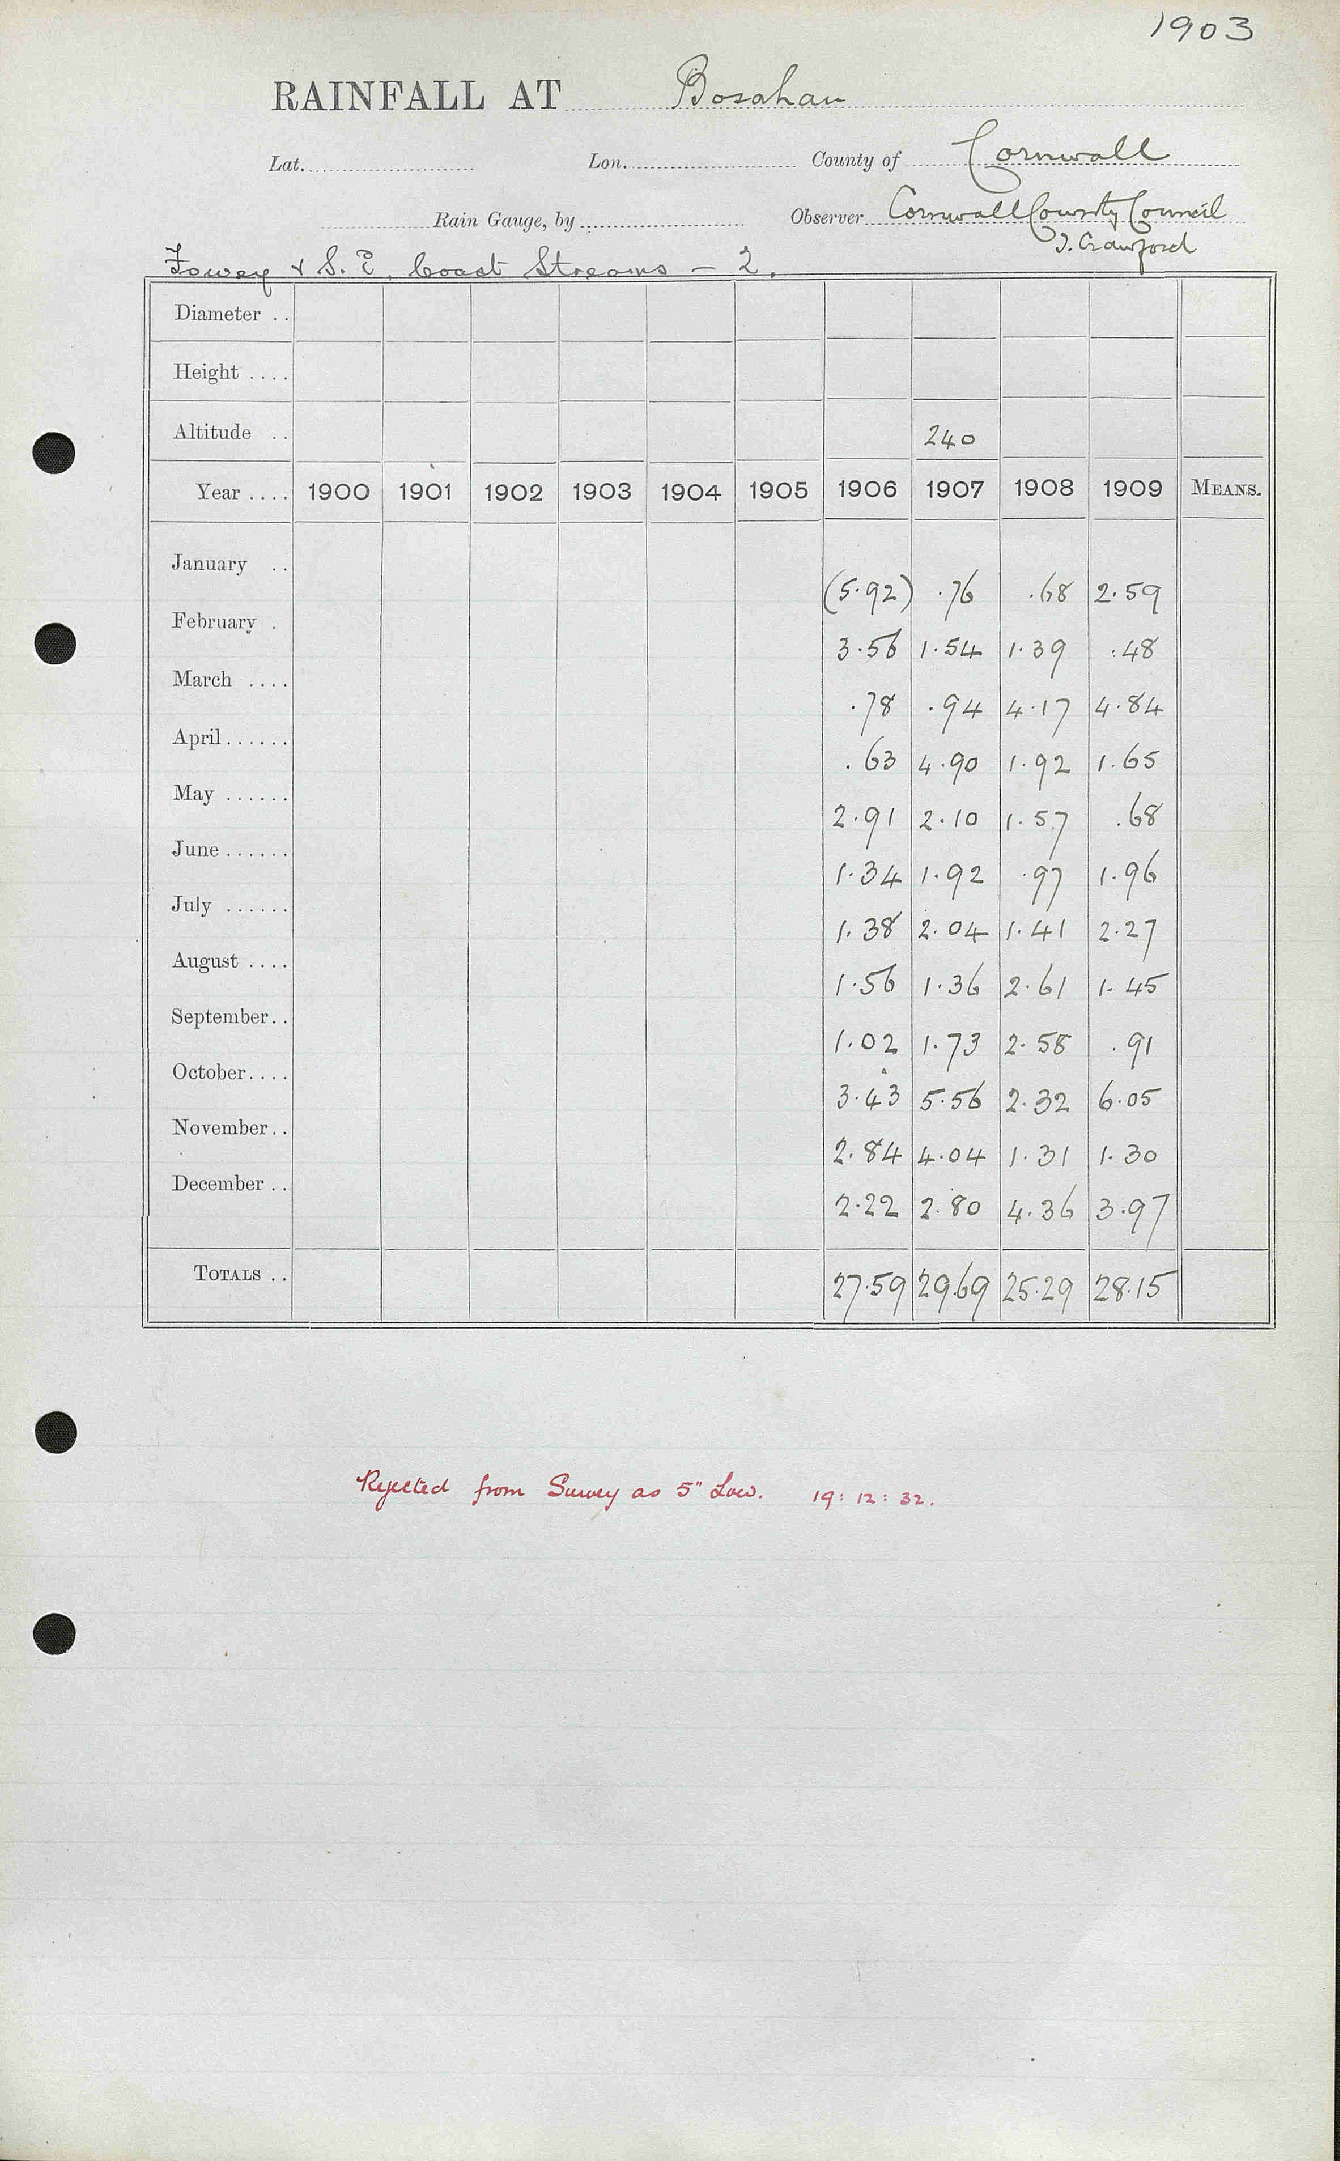 1903
RAINFALL AT Bosahan
Lat. Lon. County of Cornwall
Rain Gauge, by Observer Cornwall County Council
J. Crawford
Fowey & S. E. Coast Streams - 2.
Diameter ..
Height ....
Altitude .. 240
Year .... 1900 1901 1902 1903 1904 1905 1906 1907 1908 1909 MEANS.
January .. (5.92) .76 .68 2.59
February . 3.56 1.54 1.39 .48
March .... .78 .94 4.17 4.84
April...... .63 4.90 1.92 1.65
May ...... 2.91 2.10 1.57 .68
June...... 1.34 1.92 .97 1.96
July ...... 1.38 2.04 1.41 2.27
August .... 1.56 1.36 2.61 1.45
September.. 1.02 1.73 2.58 .91
October.... 3.43 5.56 2.32 6.05
November.. 2.84 4.04 1.31 1.30
December .. 2.22 2.80 4.36 3.97
TOTALS .. 27.59 29.69 25.29 28.15
Rejected from Survey as 5" Low. 19:12:32.